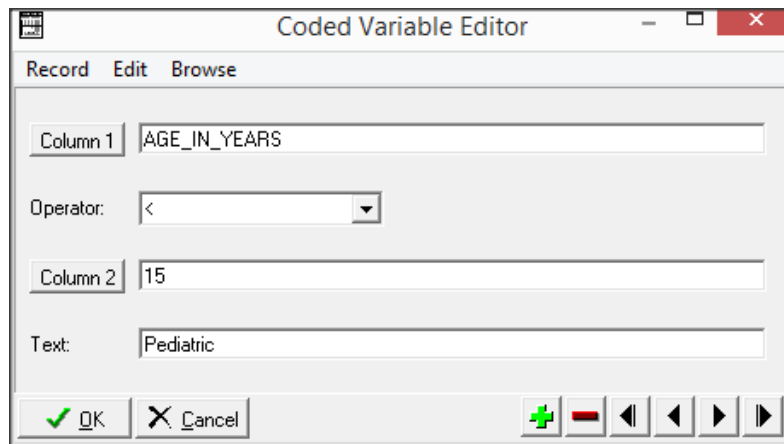 Coded Variable Editor
Record Edit Browse
Column 1 AGE_IN_YEARS
Operator: <
Column 2 15
Text: Pediatric
OK Cancel